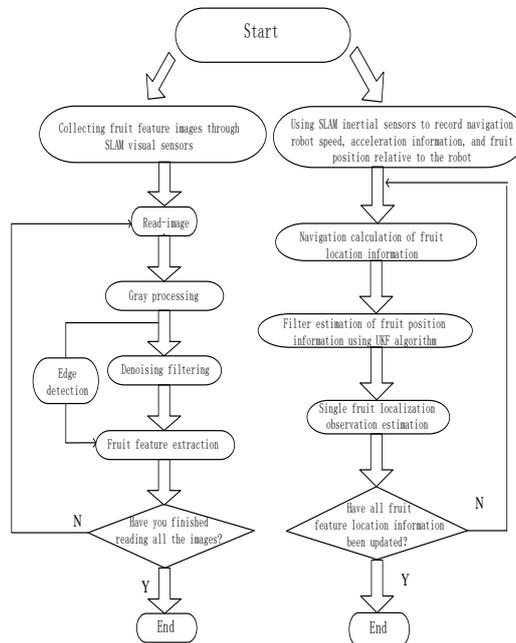 Start
Collecting fruit feature images through
SLAM visual sensors
Read-image
Gray processing
Denoising filtering
Edge
detection
Fruit feature extraction
N
Have you finished
reading all the images?
Y
End
Using SLAM inertial sensors to record navigation
robot speed, acceleration information, and fruit
position relative to the robot
Navigation calculation of fruit
location information
Filter estimation of fruit position
information using UKF algorithm
Single fruit localization
observation estimation
N
Have all fruit
feature location information
been updated?
Y
End